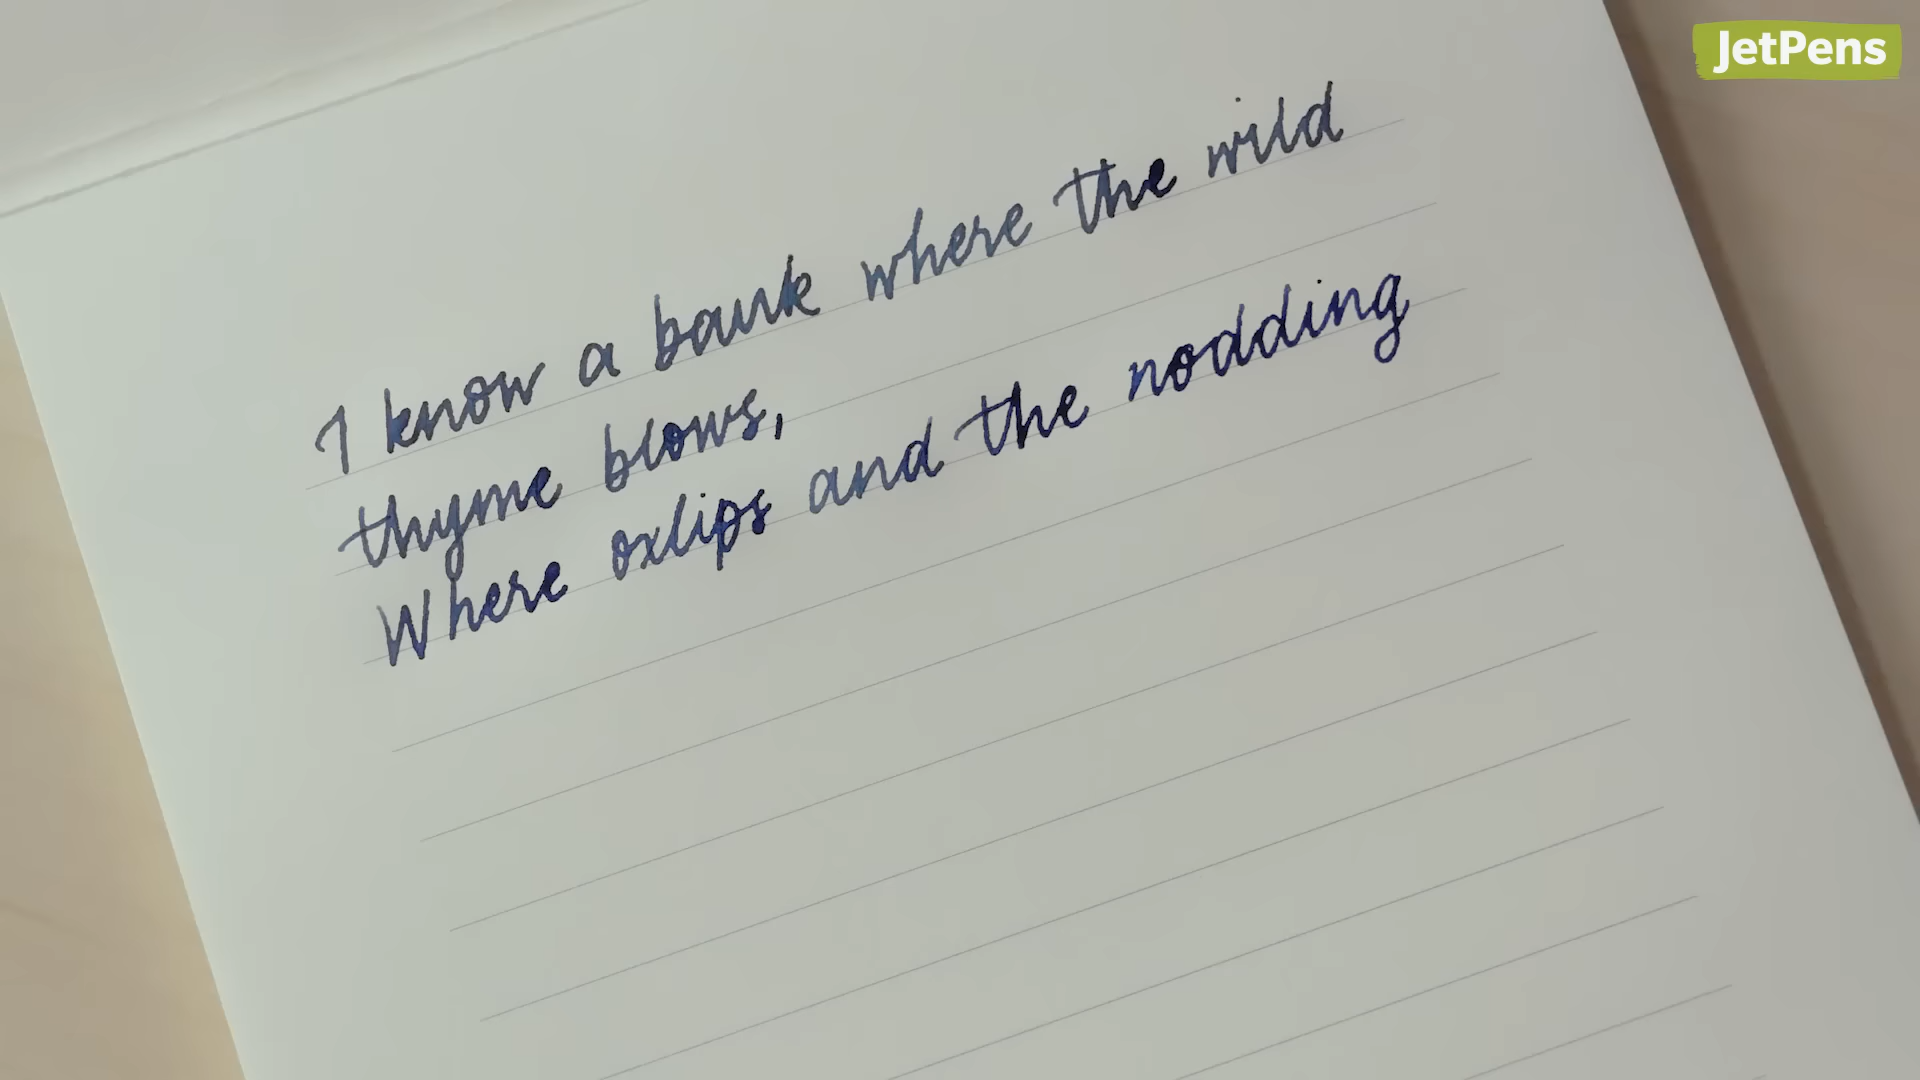 JetPens
I know a bank where the wild
thyme blows,
Where oxlips and the nodding